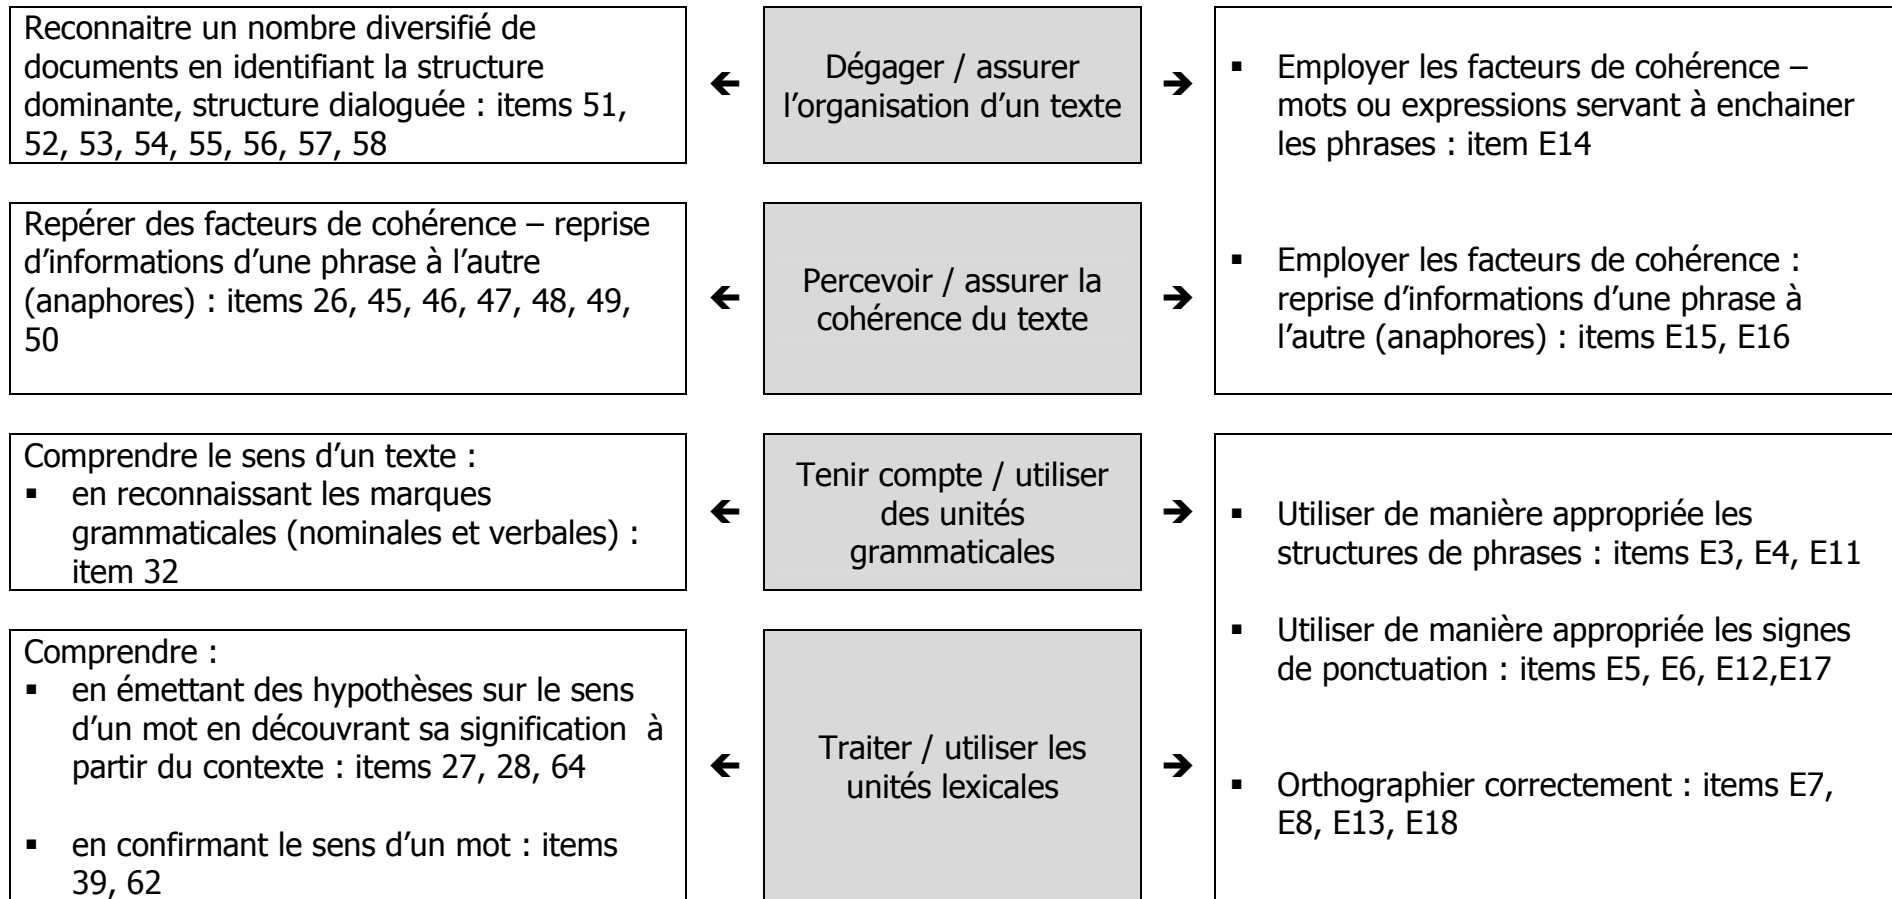 Reconnaitre un nombre diversifié de
documents en identifiant la structure
dominante, structure dialoguée : items 51,
52, 53, 54, 55, 56, 57, 58
Dégager / assurer
l’organisation d’un texte
▪ Employer les facteurs de cohérence –
mots ou expressions servant à enchainer
les phrases : item E14
Repérer des facteurs de cohérence – reprise
d’informations d’une phrase à l’autre
(anaphores) : items 26, 45, 46, 47, 48, 49,
50
Percevoir / assurer la
cohérence du texte
▪ Employer les facteurs de cohérence :
reprise d’informations d’une phrase à
l’autre (anaphores) : items E15, E16
Comprendre le sens d’un texte :
▪ en reconnaissant les marques
grammaticales (nominales et verbales) :
item 32
Tenir compte / utiliser
des unités
grammaticales
▪ Utiliser de manière appropriée les
structures de phrases : items E3, E4, E11
▪ Utiliser de manière appropriée les signes
de ponctuation : items E5, E6, E12,E17
Comprendre :
▪ en émettant des hypothèses sur le sens
d’un mot en découvrant sa signification à
partir du contexte : items 27, 28, 64
▪ en confirmant le sens d’un mot : items
39, 62
Traiter / utiliser les
unités lexicales
▪ Orthographier correctement : items E7,
E8, E13, E18